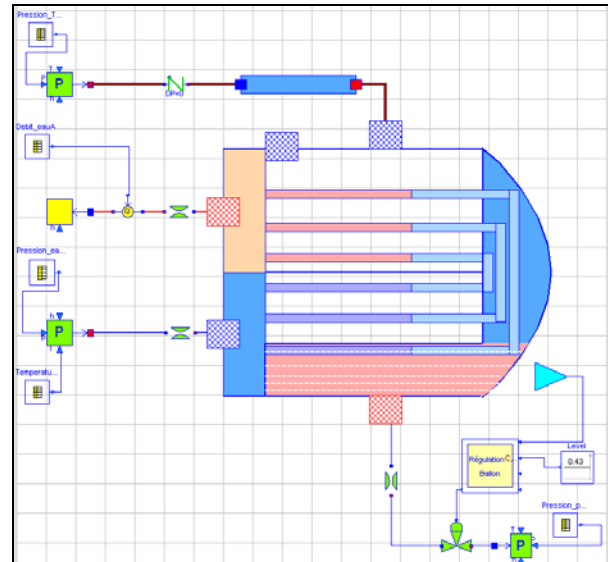 Pression_T...
P
T
P
h
DP=0
Debit_eauA
h
Pression_ea...
h
P
T
Temperatu...
Régulation C...
Ballon
Level
0.43
Pression_p...
T
P
h